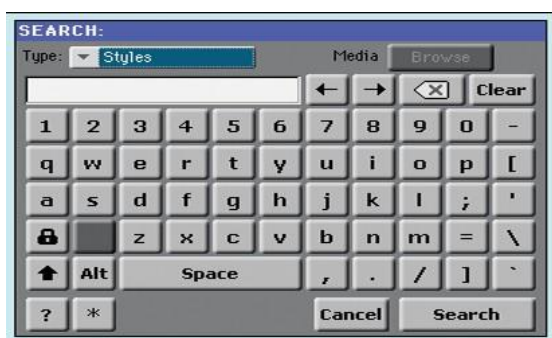 SEARCH:
Type: Styles Media Browse
← → Clear
1 2 3 4 5 6 7 8 9 0 -
q w e r t y u i o p [
a s d f g h j k l ; '
z x c v b n m = \
Alt Space , . / ] `
? * Cancel Search